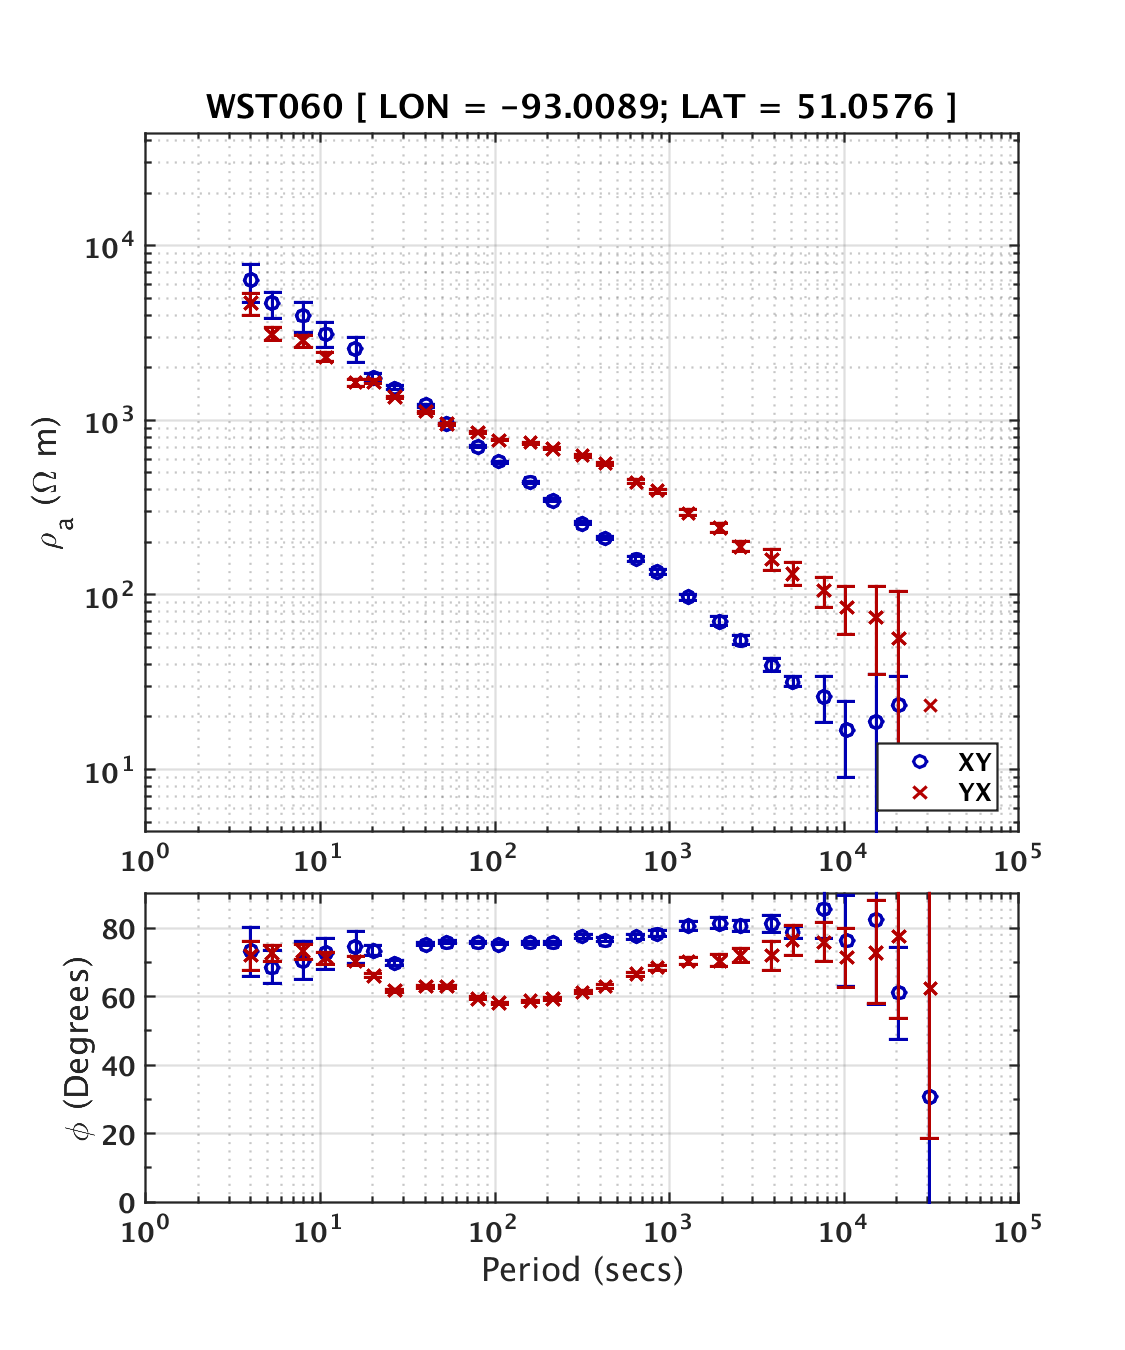 WST060 [ LON = -93.0089; LAT = 51.0576 ]
10⁴
10³
10²
10¹
ρₐ (Ω m)
XY
YX
10⁰ 10¹ 10² 10³ 10⁴ 10⁵
80
60
40
20
0
ϕ (Degrees)
10⁰ 10¹ 10² 10³ 10⁴ 10⁵
Period (secs)